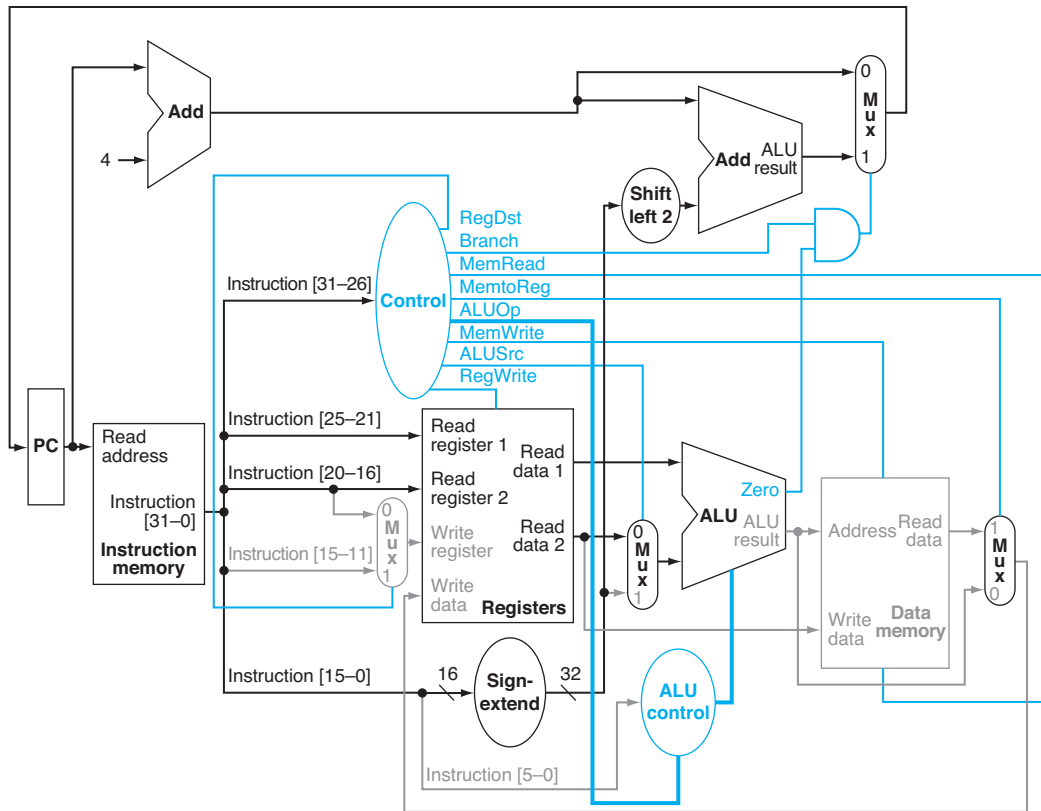 0
M
u
x
1
Add
4
Add
ALU
result
Shift
left 2
RegDst
Branch
MemRead
MemtoReg
ALUOp
MemWrite
ALUSrc
RegWrite
Control
Instruction [31–26]
PC
Read
address
Instruction
[31–0]
Instruction
memory
Instruction [25–21]
Instruction [20–16]
Instruction [15–11]
0
M
u
x
1
Read
register 1
Read
register 2
Write
register
Write
data
Read
data 1
Read
data 2
Registers
0
M
u
x
1
Zero
ALU
ALU
result
Address
Read
data
Write
data
Data
memory
1
M
u
x
0
Instruction [15–0]
16
Sign-
extend
32
ALU
control
Instruction [5–0]